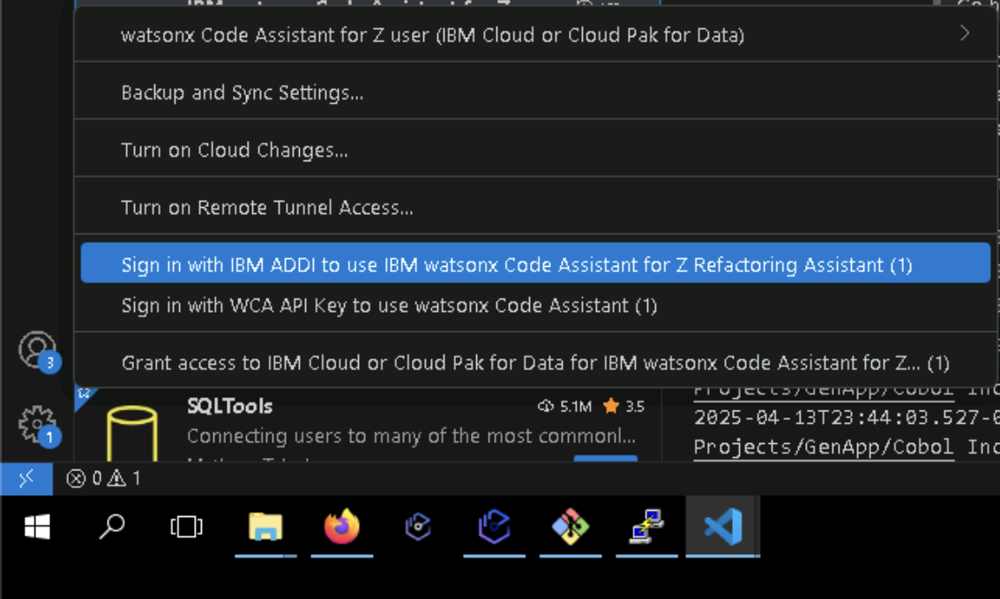 IBM watsonx Code Assistant for Z
watsonx Code Assistant for Z user (IBM Cloud or Cloud Pak for Data)
Backup and Sync Settings...
Turn on Cloud Changes...
Turn on Remote Tunnel Access...
Sign in with IBM ADDI to use IBM watsonx Code Assistant for Z Refactoring Assistant (1)
Sign in with WCA API Key to use watsonx Code Assistant (1)
3
Grant access to IBM Cloud or Cloud Pak for Data for IBM watsonx Code Assistant for Z... (1)
Projects/GenApp/Cobol Inc
SQLTools 5.1M 3.5
2025-04-13T23:44:03.527-0
1
Connecting users to many of the most commonl...
Projects/GenApp/Cobol Inc
0 1